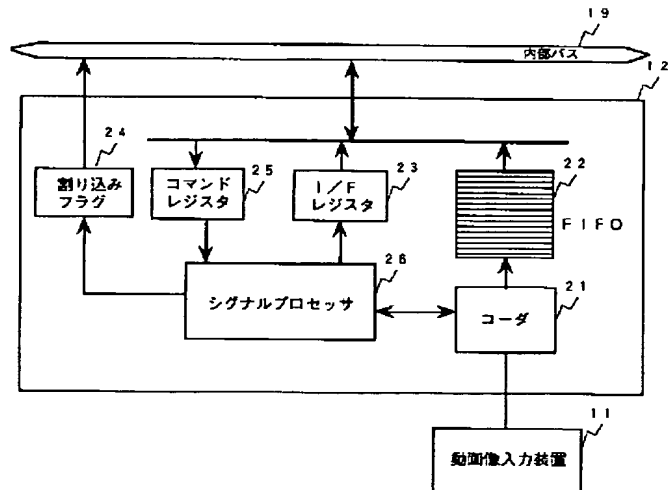 19
内部バス
12
24
割り込み
フラグ
25
コマンド
レジスタ
23
I/F
レジスタ
22
FIFO
26
シグナルプロセッサ
21
コーダ
11
動画像入力装置